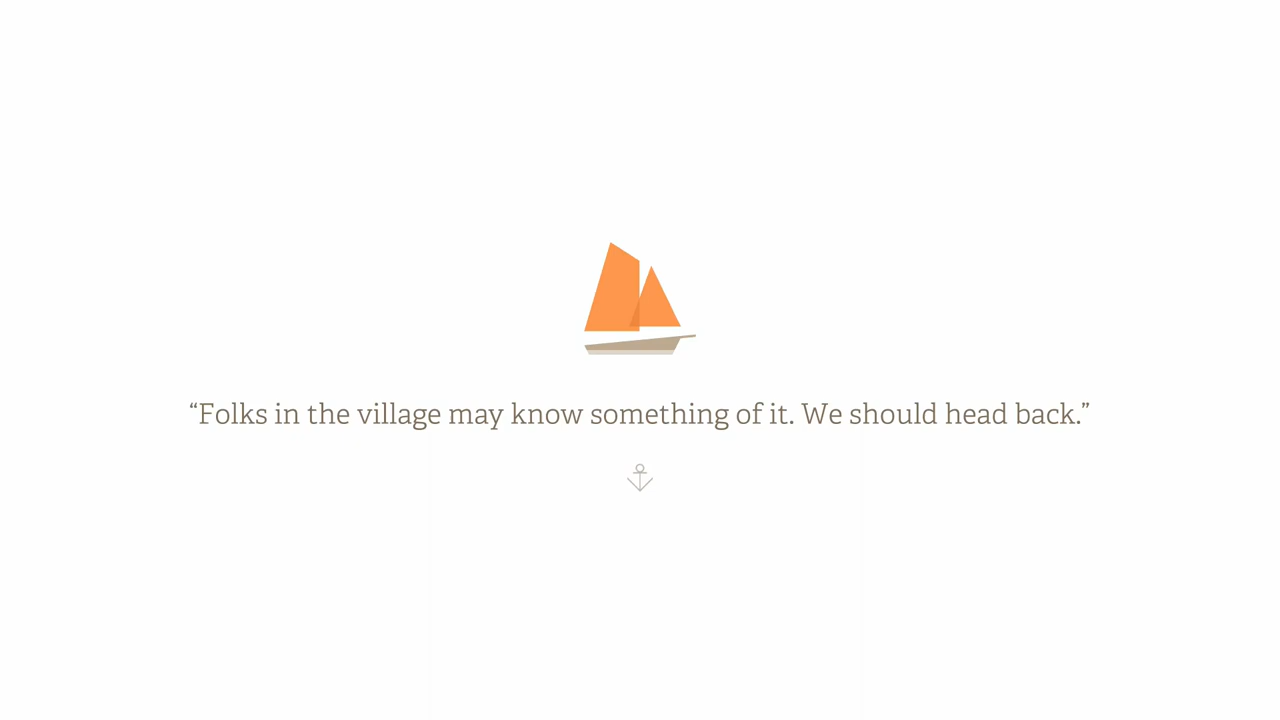 “Folks in the village may know something of it. We should head back.”